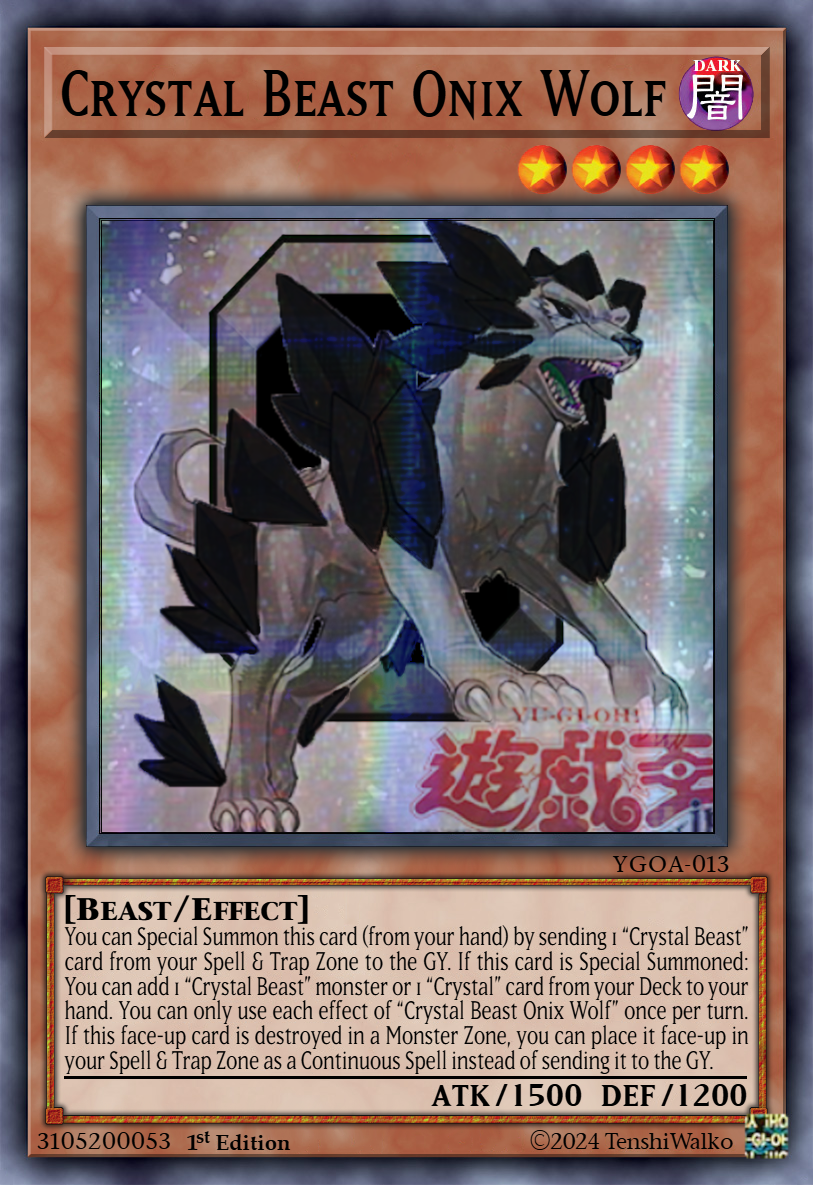 Crystal Beast Onix Wolf
DARK
闇
YU-GI-OH!
遊戯王
YGOA-013
[Beast/Effect]
You can Special Summon this card (from your hand) by sending 1 “Crystal Beast”
card from your Spell & Trap Zone to the GY. If this card is Special Summoned:
You can add 1 “Crystal Beast” monster or 1 “Crystal” card from your Deck to your
hand. You can only use each effect of “Crystal Beast Onix Wolf” once per turn.
If this face-up card is destroyed in a Monster Zone, you can place it face-up in
your Spell & Trap Zone as a Continuous Spell instead of sending it to the GY.
ATK/1500 DEF/1200
3105200053 1st Edition ©2024 TenshiWalko